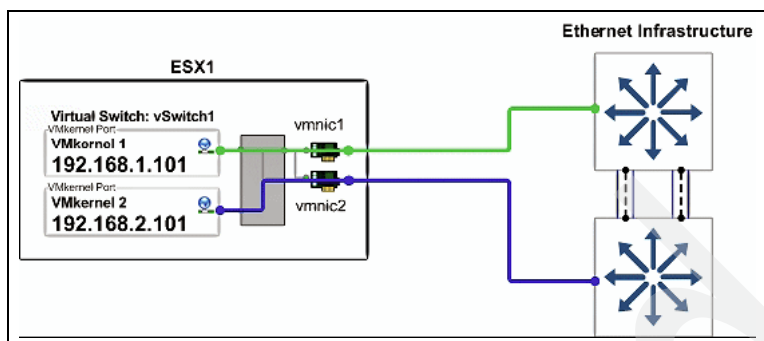 Ethernet Infrastructure
ESX1
Virtual Switch: vSwitch1
VMkernel Port
VMkornol 1
192.168.1.101
VMkernel Port
VMkernel 2
192.168.2.101
vmnic1
vmnic2